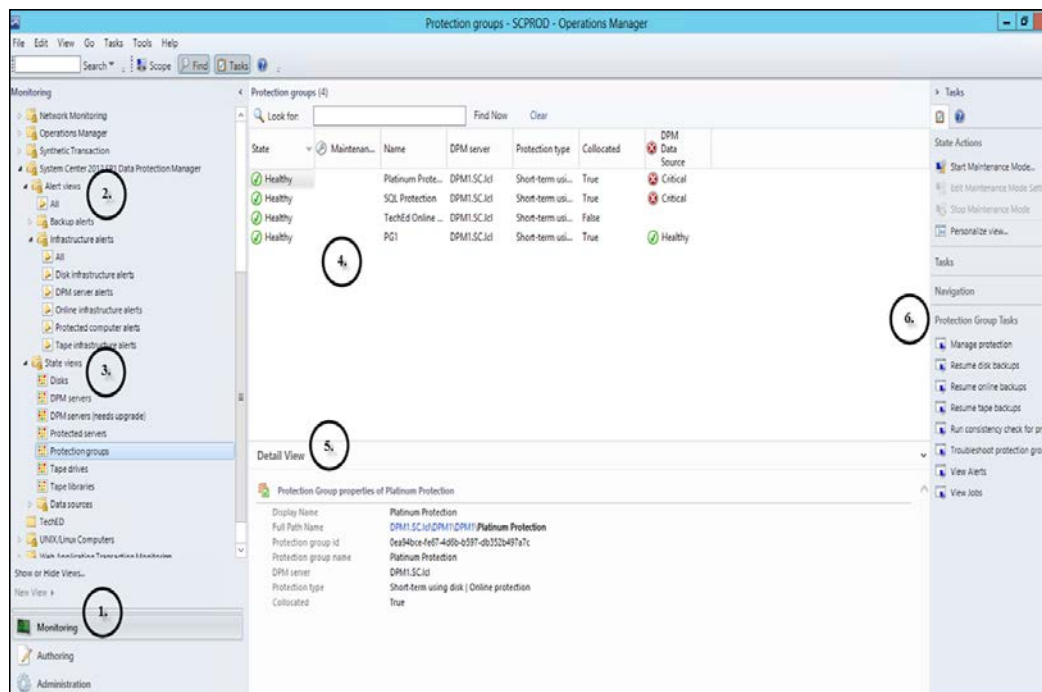 Protection groups - SCPROD - Operations Manager
File Edit View Go Tasks Tools Help
Search Scope Find Tasks
Monitoring
Network Monitoring
Operations Manager
Synthetic Transaction
System Center 2012 SP1 Data Protection Manager
Alert views
2.
All
Backup alerts
Infrastructure alerts
All
Disk infrastructure alerts
DPM server alerts
Online infrastructure alerts
Protected computer alerts
Tape infrastructure alerts
State views
3.
Disks
DPM servers
DPM servers (needs upgrade)
Protected servers
Protection groups
Tape drives
Tape libraries
Data sources
TechED
UNIX/Linux Computers
Web Application Transaction Monitoring
Show or Hide Views...
New View
1.
Monitoring
Authoring
Administration
Protection groups (4)
Look for: Find Now Clear
State Maintenan... Name DPM server Protection type Collocated DPM Data Source
Healthy Platinum Prote... DPM1.SC.lcl Short-term usi... True Critical
Healthy SQL Protection DPM1.SC.lcl Short-term usi... True Critical
Healthy TechEd Online ... DPM1.SC.lcl Short-term usi... False
Healthy PG1 DPM1.SC.lcl Short-term usi... True Healthy
4.
Detail View
5.
Protection Group properties of Platinum Protection
Display Name Platinum Protection
Full Path Name DPM1.SC.lcl\DPM1\DPM1\Platinum Protection
Protection group id 0ea94bce-fe67-4d6b-b597-db352b497a7c
Protection group name Platinum Protection
DPM server DPM1.SC.lcl
Protection type Short-term using disk | Online protection
Collocated True
Tasks
State Actions
Start Maintenance Mode...
Edit Maintenance Mode Sett
Stop Maintenance Mode
Personalize view...
Tasks
Navigation
6.
Protection Group Tasks
Manage protection
Resume disk backups
Resume online backups
Resume tape backups
Run consistency check for pr
Troubleshoot protection gro
View Alerts
View Jobs